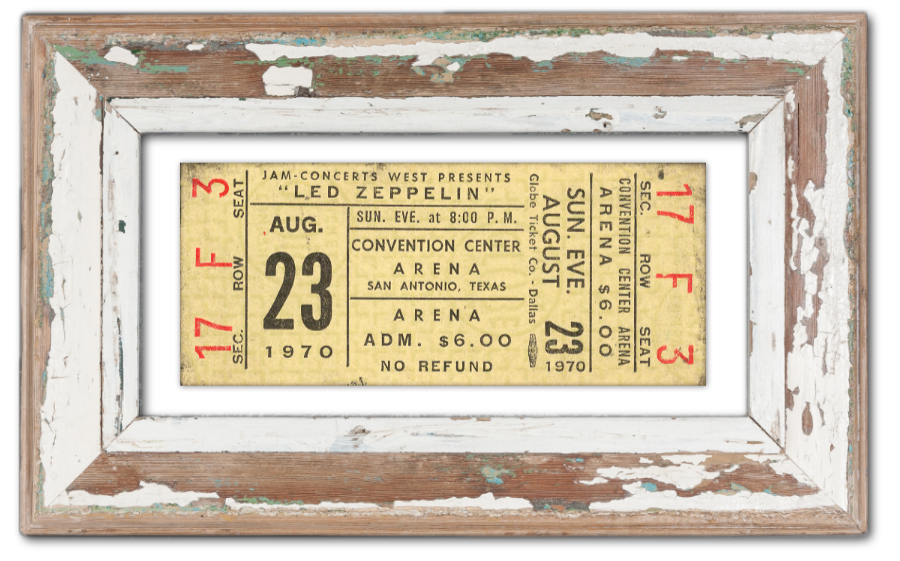 JAM-CONCERTS WEST PRESENTS
"LED ZEPPELIN"
SEC. 17 ROW F SEAT 3
AUG.
23
1970
SUN. EVE. at 8:00 P. M.
CONVENTION CENTER
ARENA
SAN ANTONIO, TEXAS
ARENA
ADM. $6.00
NO REFUND
Globe Ticket Co. - Dallas
SUN. EVE.
AUGUST 23
1970
CONVENTION CENTER ARENA
ARENA $6.00
SEC. ROW SEAT
17 F 3